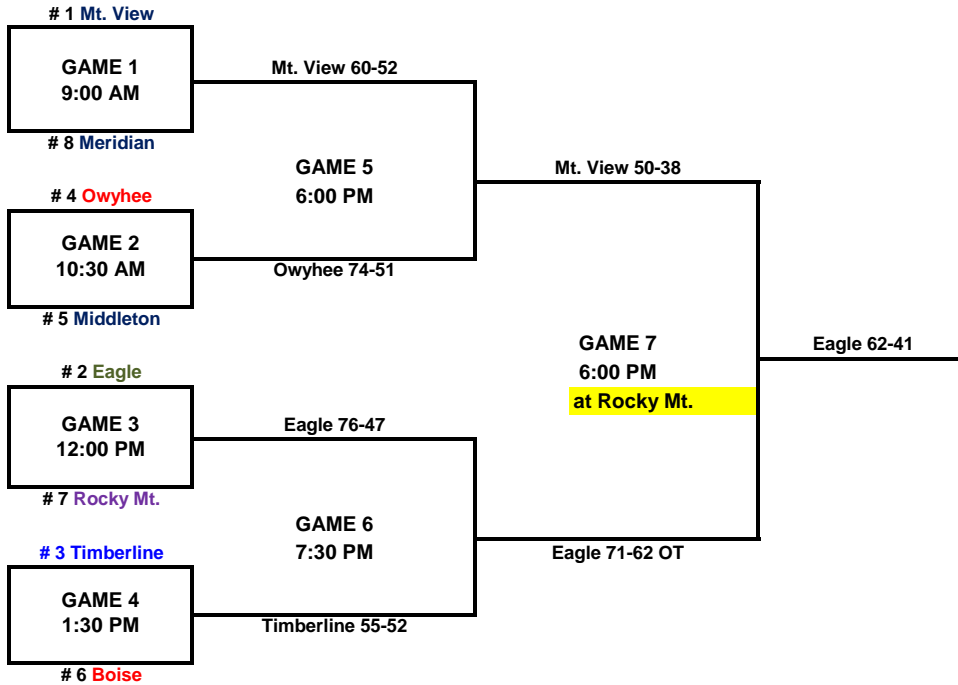 # 1 Mt. View
GAME 1
9:00 AM
Mt. View 60-52
# 8 Meridian
GAME 5
6:00 PM
Mt. View 50-38
# 4 Owyhee
GAME 2
10:30 AM
Owyhee 74-51
# 5 Middleton
GAME 7
6:00 PM
at Rocky Mt.
Eagle 62-41
# 2 Eagle
GAME 3
12:00 PM
Eagle 76-47
# 7 Rocky Mt.
GAME 6
7:30 PM
Eagle 71-62 OT
# 3 Timberline
GAME 4
1:30 PM
Timberline 55-52
# 6 Boise